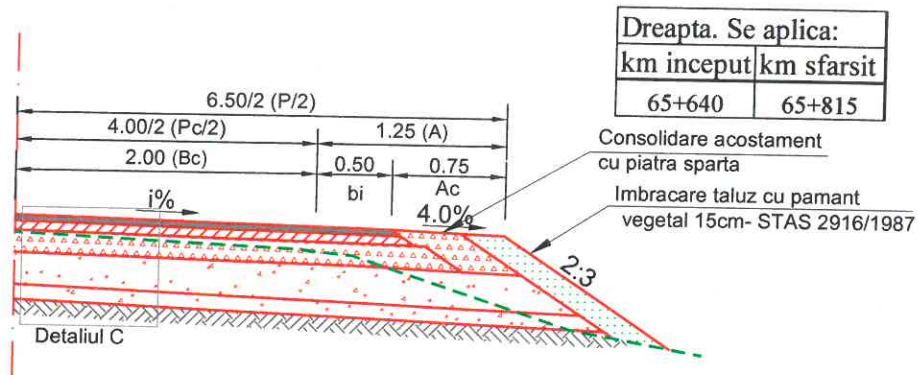 Dreapta. Se aplica:
km inceput km sfarsit
65+640 65+815
6.50/2 (P/2)
4.00/2 (Pc/2) 1.25 (A)
2.00 (Bc) 0.50 0.75
bi Ac
i% 4.0%
Consolidare acostament
cu piatra sparta
Imbracare taluz cu pamant
vegetal 15cm- STAS 2916/1987
2:3
Detaliul C